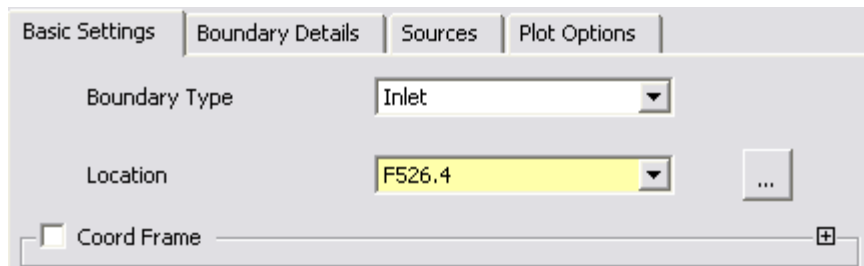 Basic Settings Boundary Details Sources Plot Options
Boundary Type Inlet
Location F526.4 ...
Coord Frame